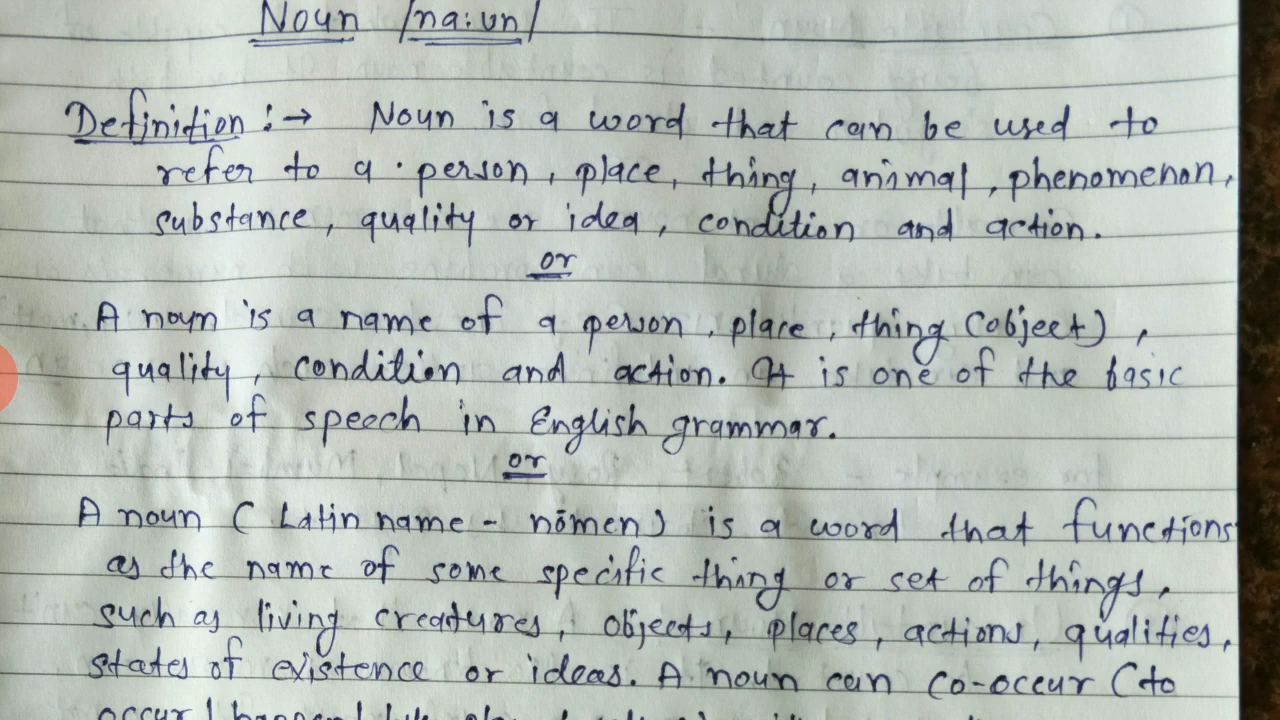 Noun /na:un/
Definition :→ Noun is a word that can be used to
refer to a person, place, thing, animal, phenomenon,
substance, quality or idea, condition and action.
or
A noun is a name of a person, place, thing (object),
quality, condition and action. It is one of the basic
parts of speech in English grammar.
or
A noun (Latin name - nōmen) is a word that functions
as the name of some specific thing or set of things,
such as living creatures, objects, places, actions, qualities,
states of existence or ideas. A noun can co-occur (to
occur / happen /